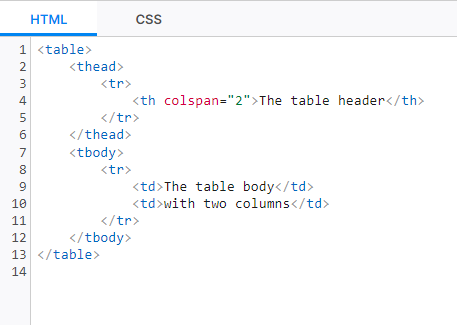 HTML CSS
1 <table>
2     <thead>
3         <tr>
4             <th colspan="2">The table header</th>
5         </tr>
6     </thead>
7     <tbody>
8         <tr>
9             <td>The table body</td>
10             <td>with two columns</td>
11         </tr>
12     </tbody>
13 </table>
14